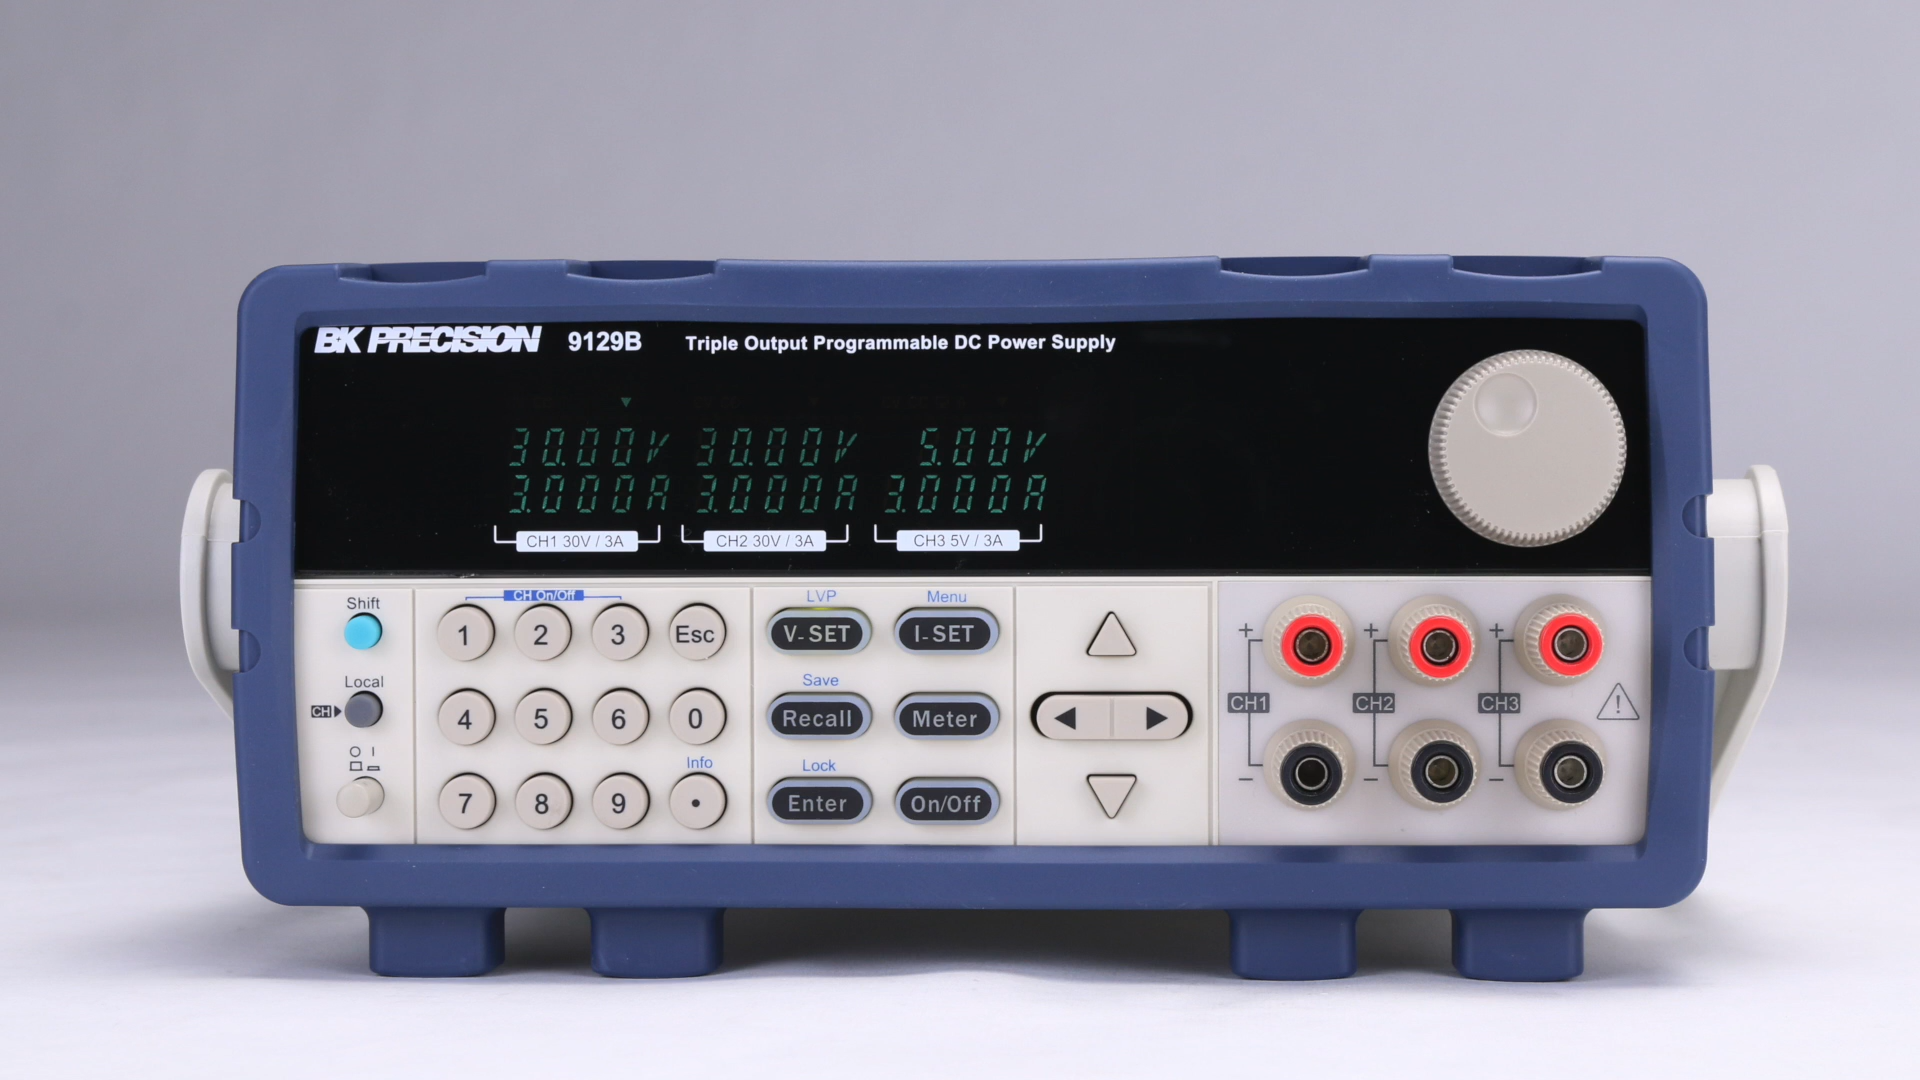 BK PRECISION 9129B Triple Output Programmable DC Power Supply
30.00V 30.00V 5.00V
3.000A 3.000A 3.000A
CH1 30V / 3A CH2 30V / 3A CH3 5V / 3A
Shift
Local
CH
O I
CH On/Off
1 2 3 Esc
4 5 6 0
Info
7 8 9 •
LVP Menu
V-SET I-SET
Save
Recall Meter
Lock
Enter On/Off
+ + +
CH1 CH2 CH3 !
− − −